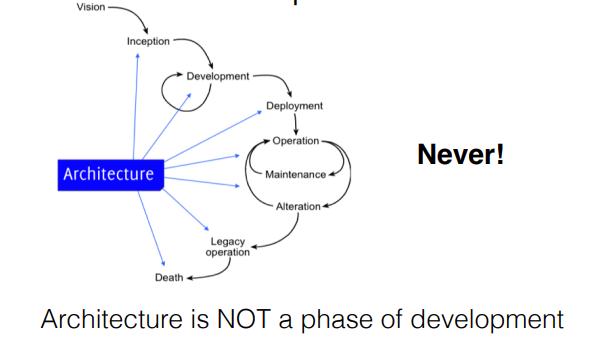 Vision
Inception
Development
Deployment
Operation
Never!
Architecture
Maintenance
Alteration
Legacy
operation
Death
Architecture is NOT a phase of development